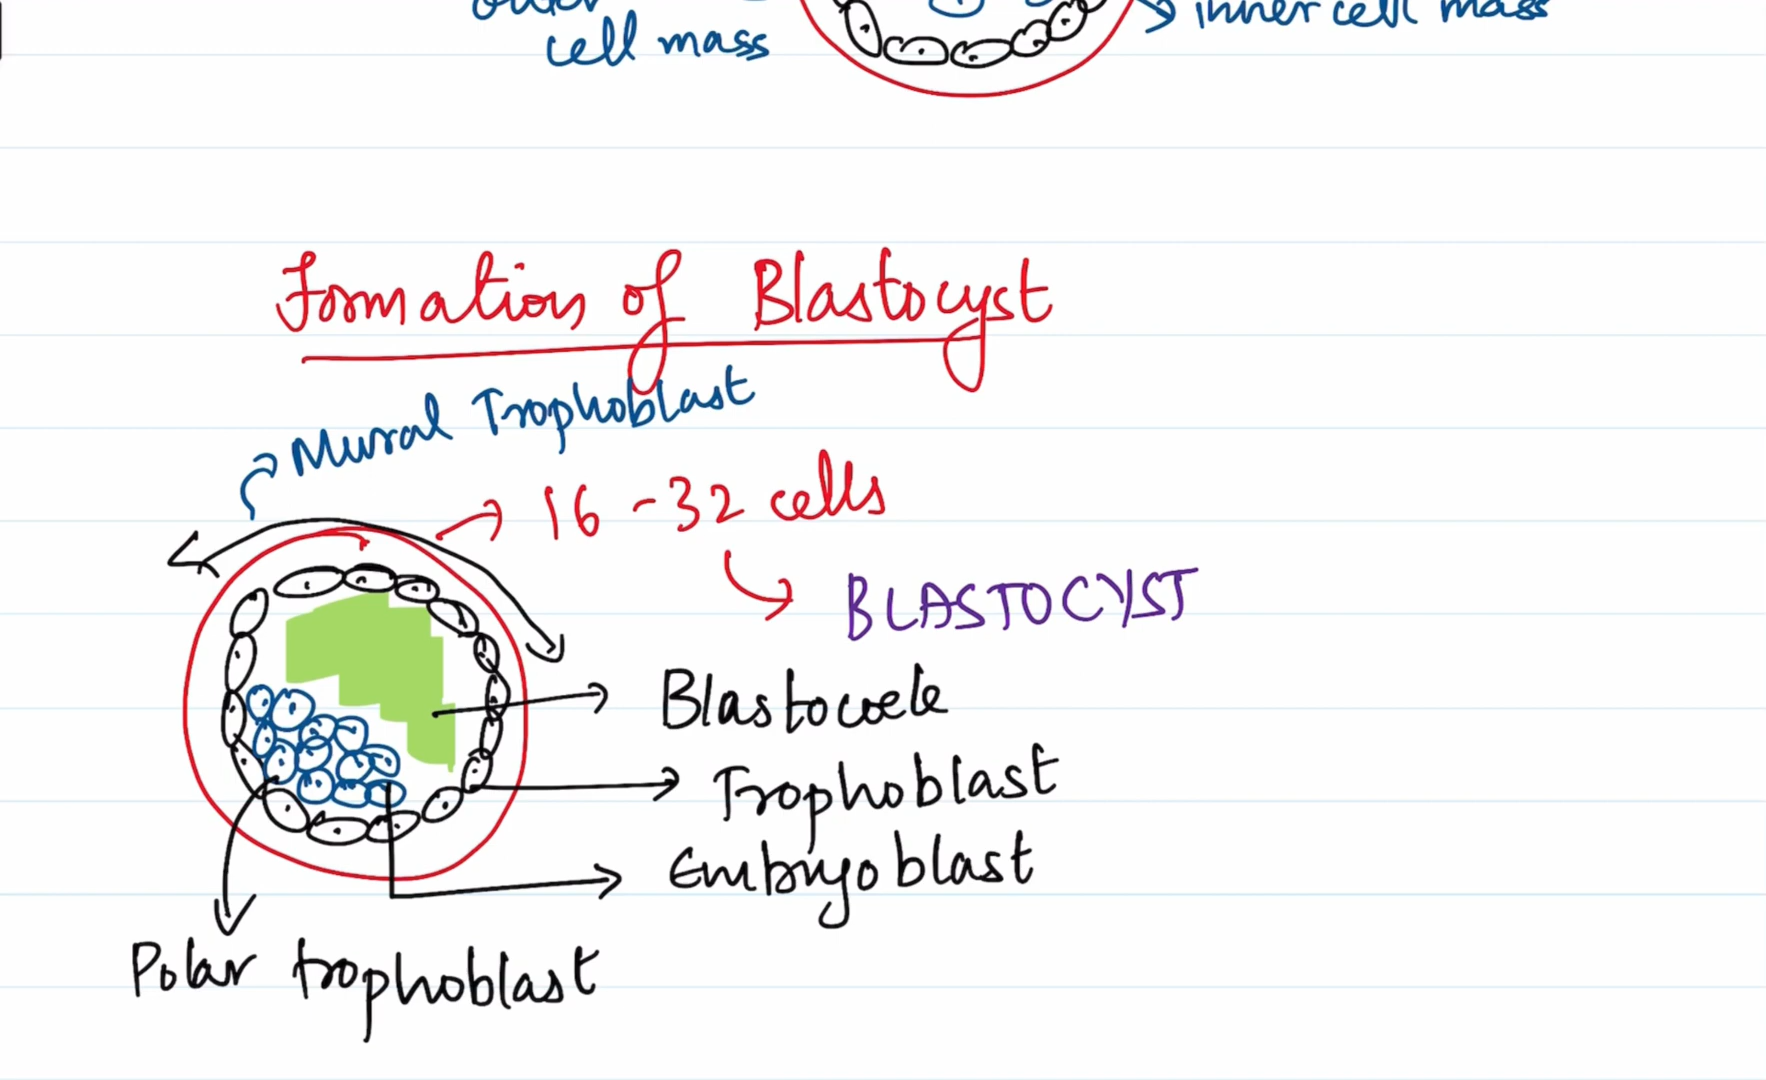 outer
cell mass
inner cell mass
Formation of Blastocyst
Mural Trophoblast
16 - 32 cells
BLASTOCYST
Blastocoele
Trophoblast
Embryoblast
Polar trophoblast